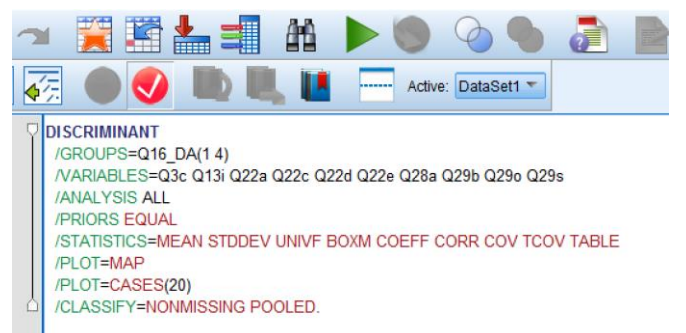 Active: DataSet1
DISCRIMINANT
/GROUPS=Q16_DA(1 4)
/VARIABLES=Q3c Q13i Q22a Q22c Q22d Q22e Q28a Q29b Q29o Q29s
/ANALYSIS ALL
/PRIORS EQUAL
/STATISTICS=MEAN STDDEV UNIVF BOXM COEFF CORR COV TCOV TABLE
/PLOT=MAP
/PLOT=CASES(20)
/CLASSIFY=NONMISSING POOLED.